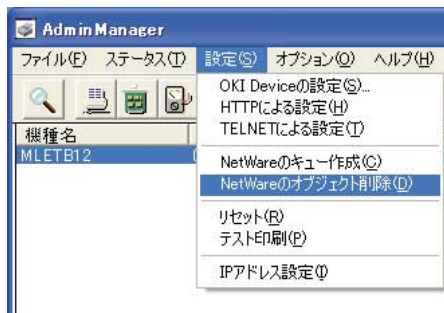 AdminManager
ファイル(F) ステータス(T) 設定(S) オプション(O) ヘルプ(H)
OKI Deviceの設定(S)...
HTTPによる設定(H)
TELNETによる設定(T)
機種名
MLETB12
NetWareのキュー作成(C)
NetWareのオブジェクト削除(D)
リセット(R)
テスト印刷(P)
IPアドレス設定(I)